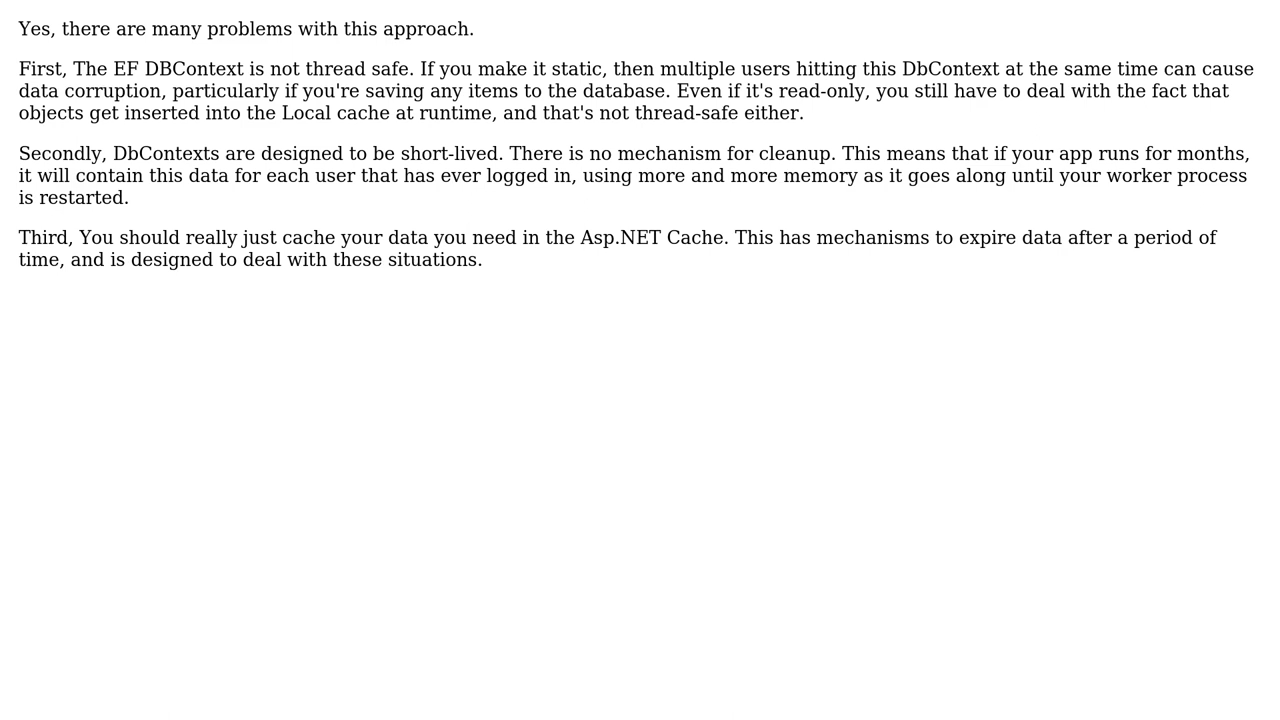 Yes, there are many problems with this approach.
First, The EF DBContext is not thread safe. If you make it static, then multiple users hitting this DbContext at the same time can cause
data corruption, particularly if you're saving any items to the database. Even if it's read-only, you still have to deal with the fact that
objects get inserted into the Local cache at runtime, and that's not thread-safe either.
Secondly, DbContexts are designed to be short-lived. There is no mechanism for cleanup. This means that if your app runs for months,
it will contain this data for each user that has ever logged in, using more and more memory as it goes along until your worker process
is restarted.
Third, You should really just cache your data you need in the Asp.NET Cache. This has mechanisms to expire data after a period of
time, and is designed to deal with these situations.